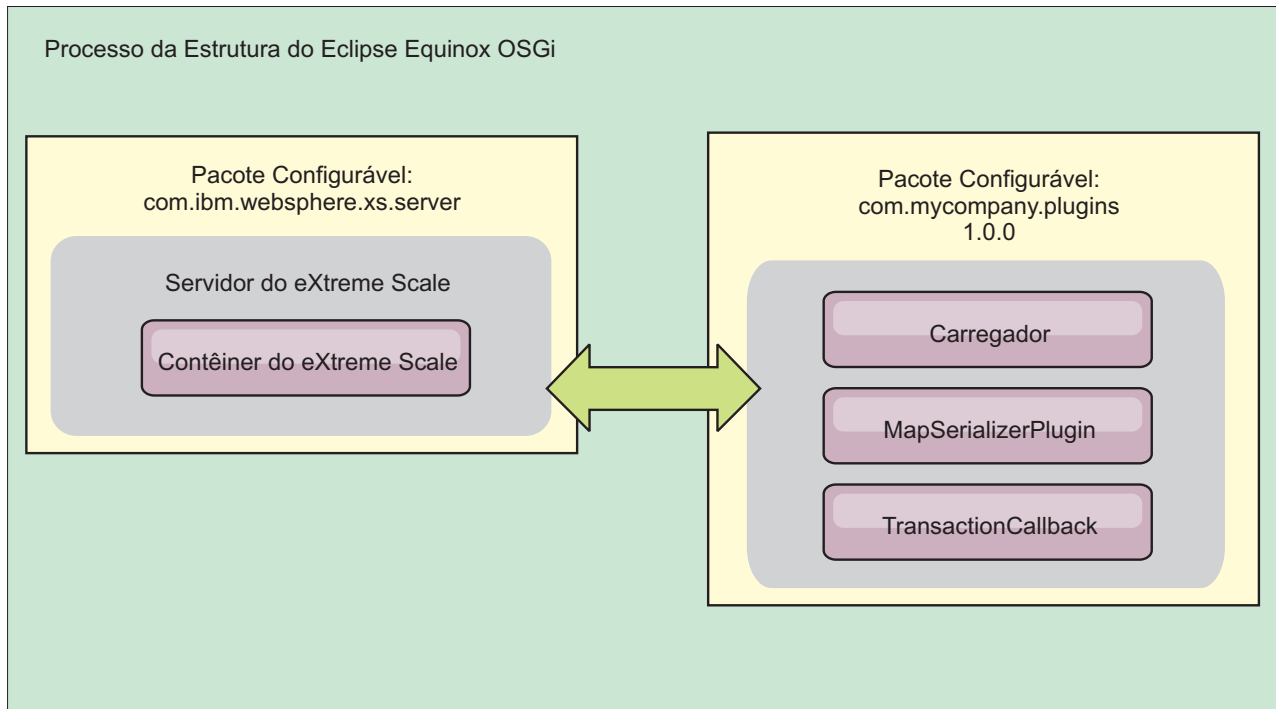 Processo da Estrutura do Eclipse Equinox OSGi
Pacote Configurável:
com.ibm.websphere.xs.server
Servidor do eXtreme Scale
Contêiner do eXtreme Scale
Pacote Configurável:
com.mycompany.plugins
1.0.0
Carregador
MapSerializerPlugin
TransactionCallback